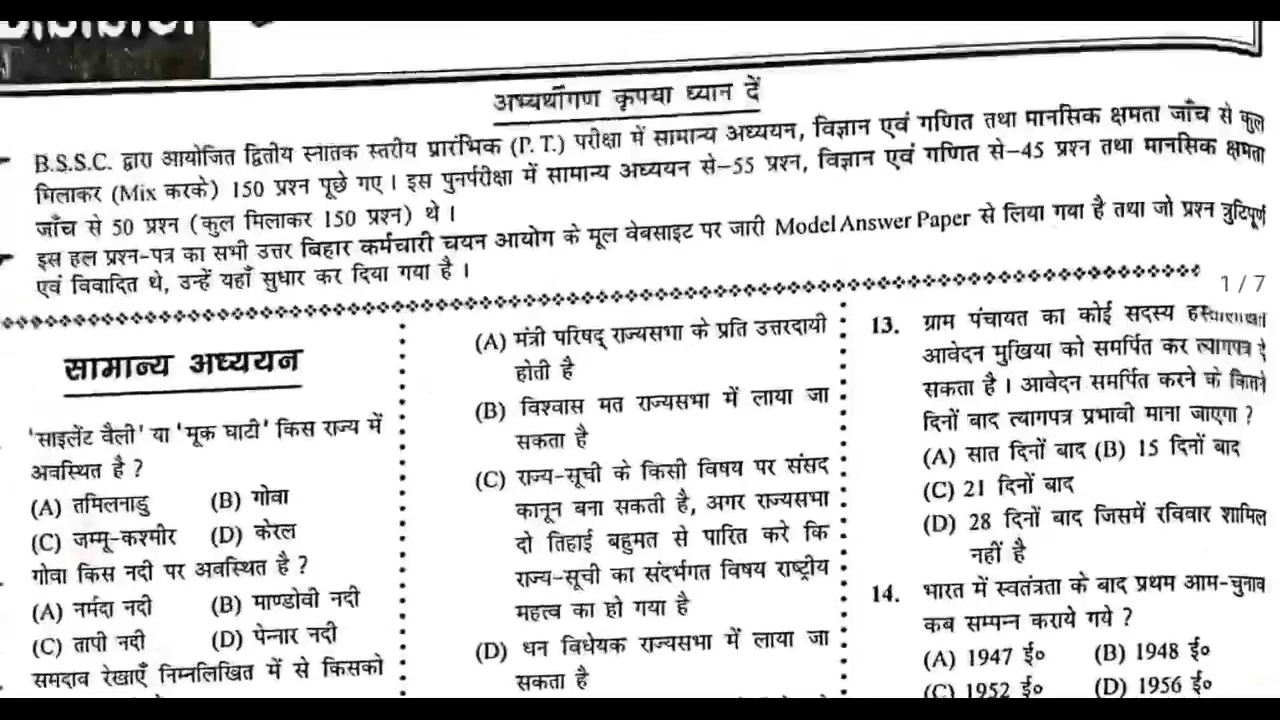 अभ्यर्थीगण कृपया ध्यान दें
B.S.S.C. द्वारा आयोजित द्वितीय स्नातक स्तरीय प्रारंभिक (P. T.) परीक्षा में सामान्य अध्ययन, विज्ञान एवं गणित तथा मानसिक क्षमता जाँच से कुल
मिलाकर (Mix करके) 150 प्रश्न पूछे गए । इस पुनर्परीक्षा में सामान्य अध्ययन से–55 प्रश्न, विज्ञान एवं गणित से–45 प्रश्न तथा मानसिक क्षमता
जाँच से 50 प्रश्न (कुल मिलाकर 150 प्रश्न) थे ।
इस हल प्रश्न-पत्र का सभी उत्तर बिहार कर्मचारी चयन आयोग के मूल वेबसाइट पर जारी Model Answer Paper से लिया गया है तथा जो प्रश्न त्रुटिपूर्ण
एवं विवादित थे, उन्हें यहाँ सुधार कर दिया गया है ।
1 / 7
सामान्य अध्ययन
'साइलेंट वैली' या 'मूक घाटी' किस राज्य में
अवस्थित है ?
(A) तमिलनाडु (B) गोवा
(C) जम्मू-कश्मीर (D) केरल
गोवा किस नदी पर अवस्थित है ?
(A) नर्मदा नदी (B) माण्डोवी नदी
(C) तापी नदी (D) पेन्नार नदी
समदाव रेखाएँ निम्नलिखित में से किसको
(A) मंत्री परिषद् राज्यसभा के प्रति उत्तरदायी
होती है
(B) विश्वास मत राज्यसभा में लाया जा
सकता है
(C) राज्य-सूची के किसी विषय पर संसद
कानून बना सकती है, अगर राज्यसभा
दो तिहाई बहुमत से पारित करे कि
राज्य-सूची का संदर्भगत विषय राष्ट्रीय
महत्व का हो गया है
(D) धन विधेयक राज्यसभा में लाया जा
सकता है
13. ग्राम पंचायत का कोई सदस्य
आवेदन मुखिया को समर्पित कर त्यागपत्र दे
सकता है । आवेदन समर्पित करने के कितने
दिनों बाद त्यागपत्र प्रभावी माना जाएगा ?
(A) सात दिनों बाद (B) 15 दिनों बाद
(C) 21 दिनों बाद
(D) 28 दिनों बाद जिसमें रविवार शामिल
नहीं है
14. भारत में स्वतंत्रता के बाद प्रथम आम-चुनाव
कब सम्पन्न कराये गये ?
(A) 1947 ई० (B) 1948 ई०
(C) 1952 ई० (D) 1956 ई०